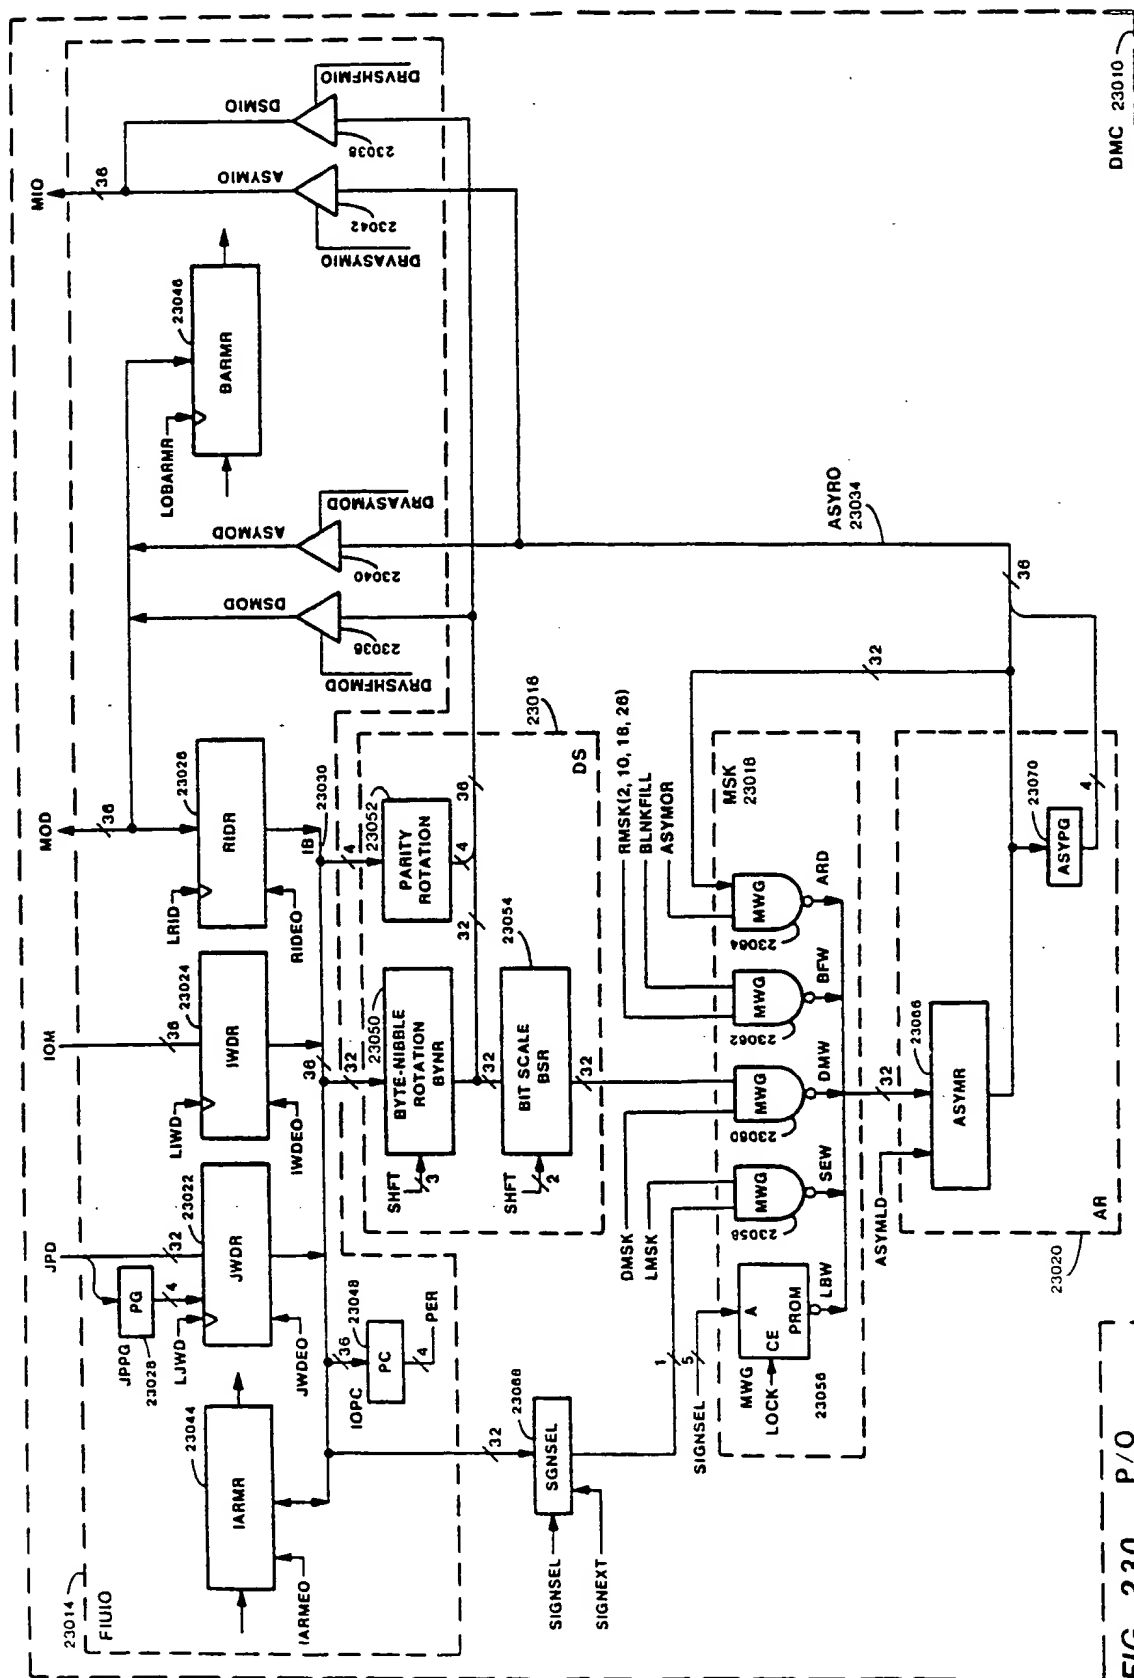 MOD
36
IOM
36
JPD
32
MIO
36
23014
FIUIO
IARMR
23044
IARMEO
JPPG
23028
PG
4
LJWD
JWDR
23022
JWDEO
LIWD
IWDR
23024
IWDEO
LRID
RIDR
23026
RIDEO
IB
23030
36
IOPC
36
PC
23048
4
PER
DSMOD
23036
DRVSHFMOD
ASYMOD
23040
DRVASYMOD
LOBARMR
BARMR
23046
ASYMIO
23042
DRVASYMIO
DSMIO
23038
DRVSHFMIO
32
4
BYTE-NIBBLE
ROTATION
BYNR
23050
SHFT
3
PARITY
ROTATION
23052
4
32
36
32
BIT SCALE
BSR
23054
SHFT
2
32
DS
23016
32
SGNSEL
23068
SIGNSEL
SIGNEXT
DMSK
LMSK
RMSK(2, 10, 18, 26)
BLNKFILL
ASYMOR
1
5
SIGNSEL
MSK
23018
A
CE
PROM
MWG
LOCK
23056
LBW
MWG
23058
SEW
MWG
23060
DMW
MWG
23062
BFW
MWG
23064
ARD
32
32
ASYMLD
ASYMR
23066
ASYPG
23070
4
36
ASYRO
23034
AR
23020
DMC 23010
FIG 230 P/O